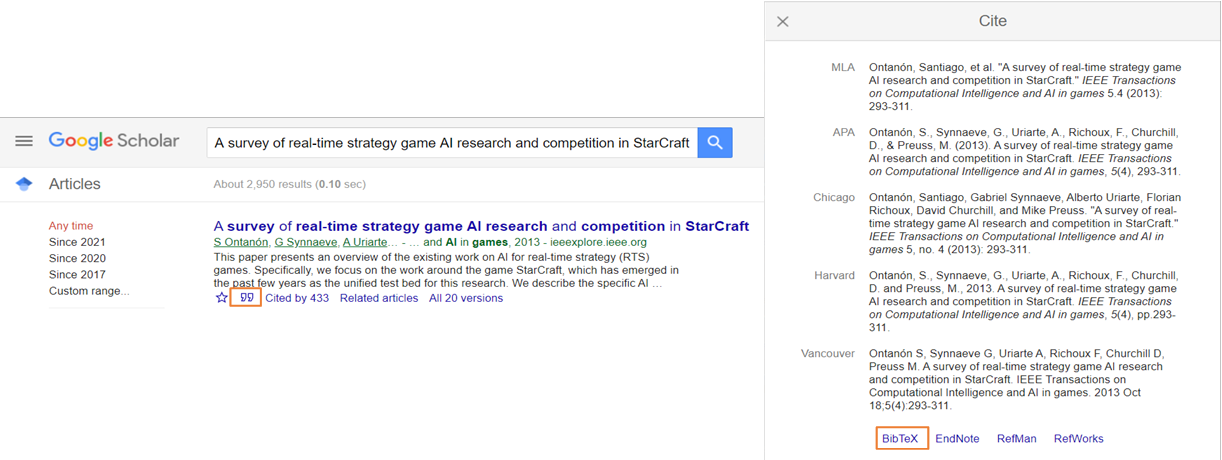 Google Scholar
A survey of real-time strategy game AI research and competition in StarCraft
Articles
About 2,950 results (0.10 sec)
Any time
Since 2021
Since 2020
Since 2017
Custom range...
A survey of real-time strategy game AI research and competition in StarCraft
S Ontanón, G Synnaeve, A Uriarte… - … and AI in games, 2013 - ieeexplore.ieee.org
This paper presents an overview of the existing work on AI for real-time strategy (RTS)
games. Specifically, we focus on the work around the game StarCraft, which has emerged in
the past few years as the unified test bed for this research. We describe the specific AI …
Cited by 433 Related articles All 20 versions
Cite
MLA
Ontanón, Santiago, et al. "A survey of real-time strategy game
AI research and competition in StarCraft." IEEE Transactions
on Computational Intelligence and AI in games 5.4 (2013):
293-311.
APA
Ontanón, S., Synnaeve, G., Uriarte, A., Richoux, F., Churchill,
D., & Preuss, M. (2013). A survey of real-time strategy game
AI research and competition in StarCraft. IEEE Transactions
on Computational Intelligence and AI in games, 5(4), 293-311.
Chicago
Ontanón, Santiago, Gabriel Synnaeve, Alberto Uriarte, Florian
Richoux, David Churchill, and Mike Preuss. "A survey of real-
time strategy game AI research and competition in StarCraft."
IEEE Transactions on Computational Intelligence and AI in
games 5, no. 4 (2013): 293-311.
Harvard
Ontanón, S., Synnaeve, G., Uriarte, A., Richoux, F., Churchill,
D. and Preuss, M., 2013. A survey of real-time strategy game
AI research and competition in StarCraft. IEEE Transactions
on Computational Intelligence and AI in games, 5(4), pp.293-
311.
Vancouver
Ontanón S, Synnaeve G, Uriarte A, Richoux F, Churchill D,
Preuss M. A survey of real-time strategy game AI research
and competition in StarCraft. IEEE Transactions on
Computational Intelligence and AI in games. 2013 Oct
18;5(4):293-311.
BibTeX EndNote RefMan RefWorks